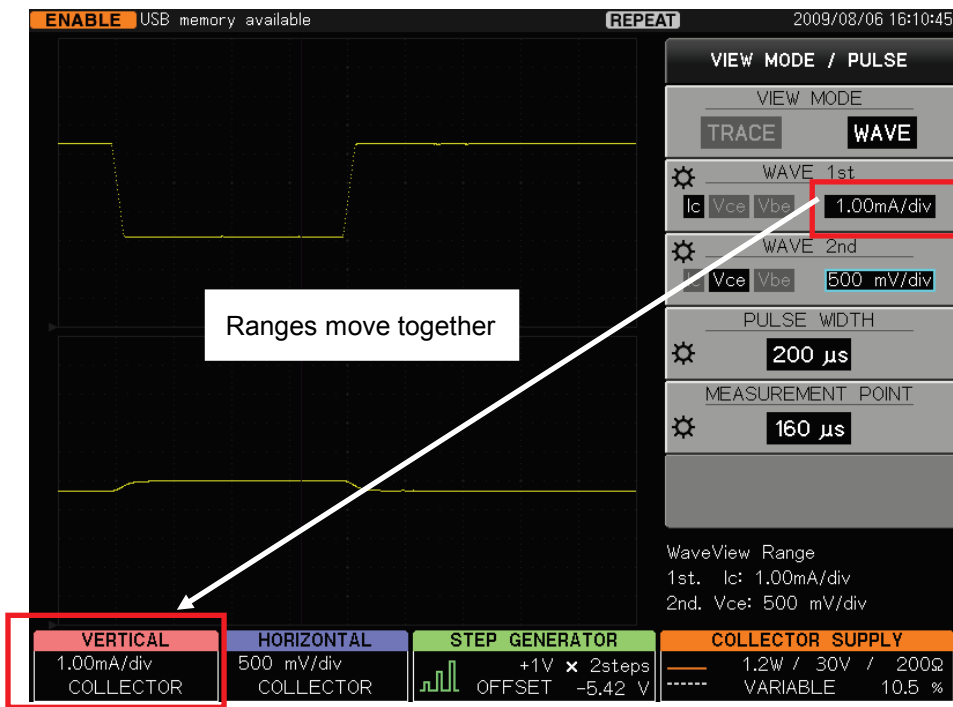 ENABLE USB memory available REPEAT 2009/08/06 16:10:45
VIEW MODE / PULSE
VIEW MODE
TRACE WAVE
WAVE 1st
Ic Vce Vbe 1.00mA/div
WAVE 2nd
Ic Vce Vbe 500 mV/div
PULSE WIDTH
200 µs
MEASUREMENT POINT
160 µs
Ranges move together
WaveView Range
1st. Ic: 1.00mA/div
2nd. Vce: 500 mV/div
VERTICAL
1.00mA/div
COLLECTOR
HORIZONTAL
500 mV/div
COLLECTOR
STEP GENERATOR
+1V × 2steps
OFFSET -5.42 V
COLLECTOR SUPPLY
1.2W / 30V / 200Ω
VARIABLE 10.5 %